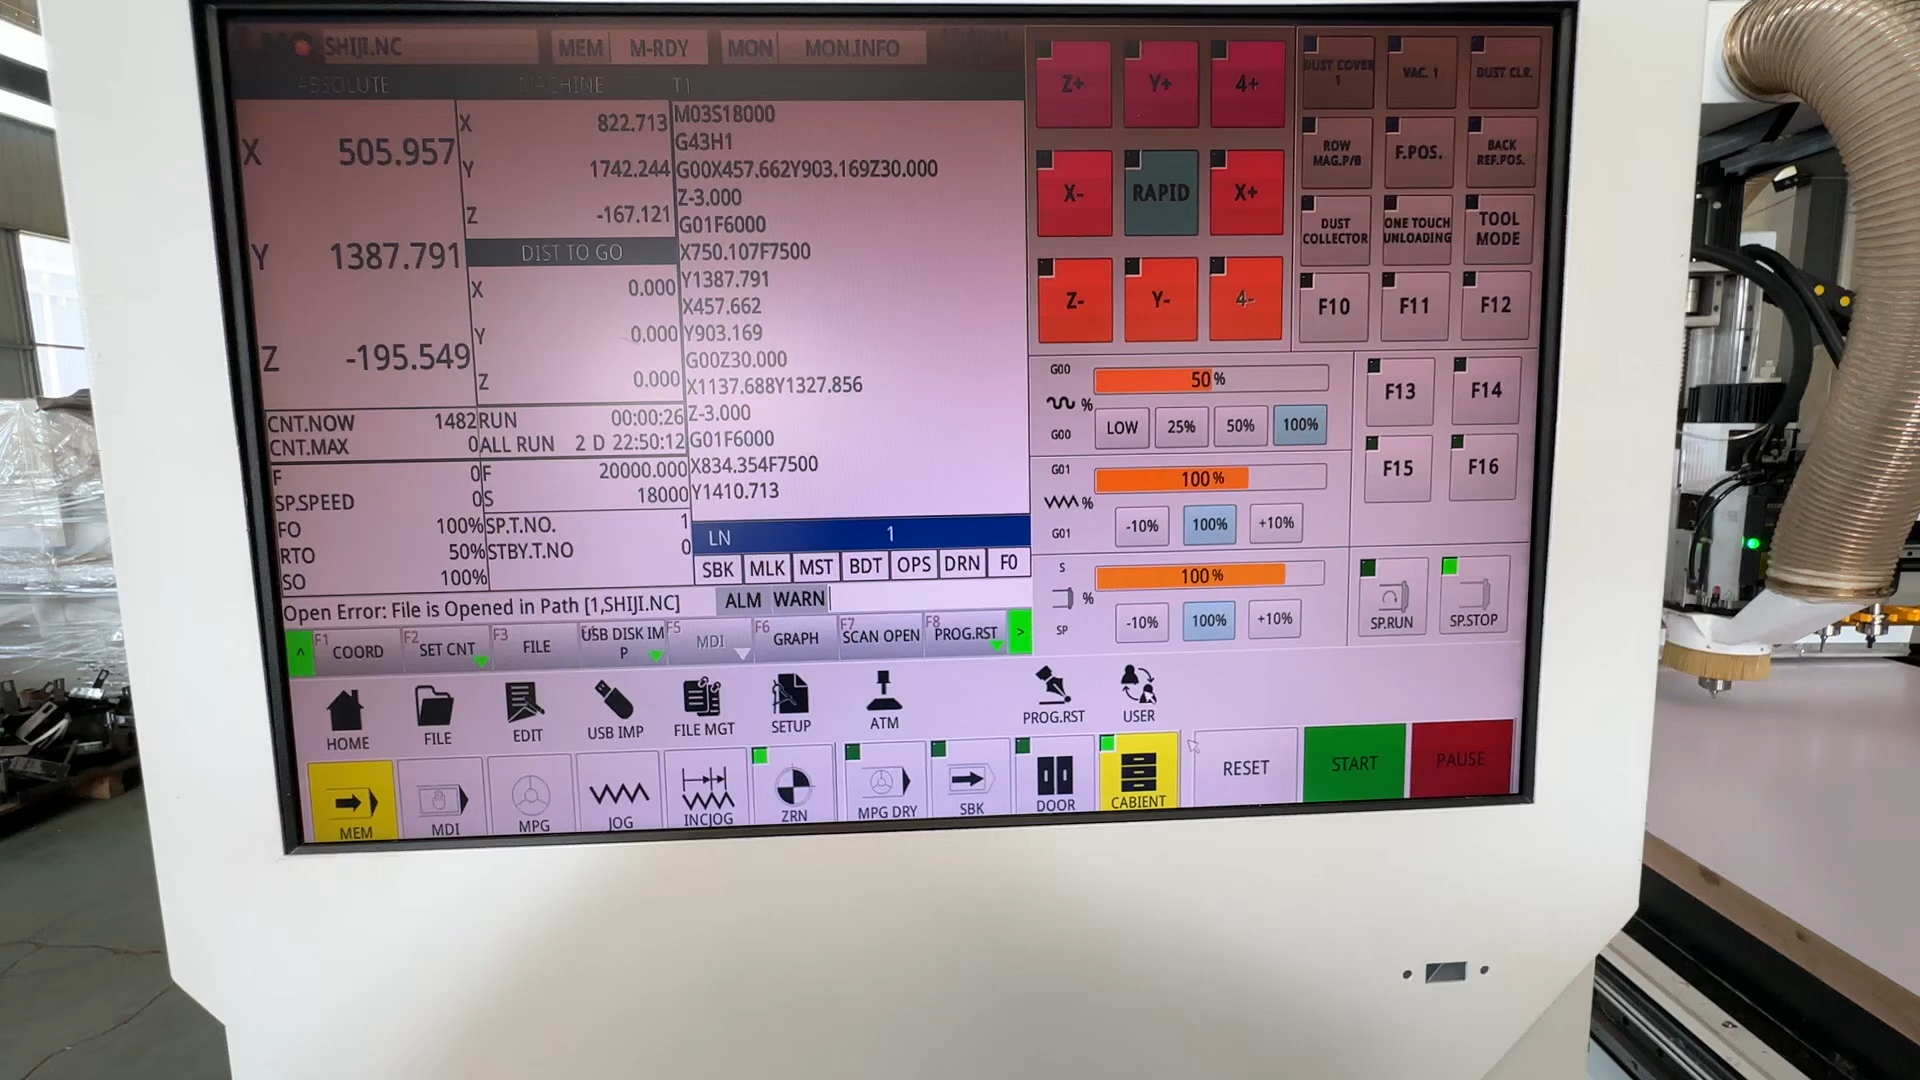 SHIJI.NC MEM M-RDY MON MON.INFO
ABSOLUTE MACHINE T1
X 505.957
Y 1387.791
Z -195.549
X 822.713
Y 1742.244
Z -167.121
DIST TO GO
X 0.000
Y 0.000
Z 0.000
M03S18000
G43H1
G00X457.662Y903.169Z30.000
Z-3.000
G01F6000
X750.107F7500
Y1387.791
X457.662
Y903.169
G00Z30.000
X1137.688Y1327.856
Z-3.000
G01F6000
X834.354F7500
Y1410.713
LN 1
CNT.NOW 1482 RUN 00:00:26
CNT.MAX 0 ALL RUN 2 D 22:50:12
F 0 F 20000.000
SP.SPEED 0 S 18000
FO 100% SP.T.NO. 1
RTO 50% STBY.T.NO 0
SO 100%
SBK MLK MST BDT OPS DRN F0
Open Error: File is Opened in Path [1,SHIJI.NC] ALM WARN
^ F1 COORD F2 SET CNT F3 FILE USB DISK IM
P F5 MDI F6 GRAPH F7 SCAN OPEN F8 PROG.RST >
HOME FILE EDIT USB IMP FILE MGT SETUP ATM PROG.RST USER
MEM MDI MPG JOG INCJOG ZRN MPG DRY SBK DOOR CABIENT RESET START PAUSE
Z+ Y+ 4+
X- RAPID X+
Z- Y- 4-
DUST COVER
1 VAC. 1 DUST CLR.
ROW
MAG.P/B F.POS. BACK
REF.POS.
DUST
COLLECTOR ONE TOUCH
UNLOADING TOOL
MODE
F10 F11 F12
F13 F14
F15 F16
G00 50 %
%
G00 LOW 25% 50% 100%
G01 100 %
%
G01 -10% 100% +10%
S 100 %
%
SP -10% 100% +10%
SP.RUN SP.STOP